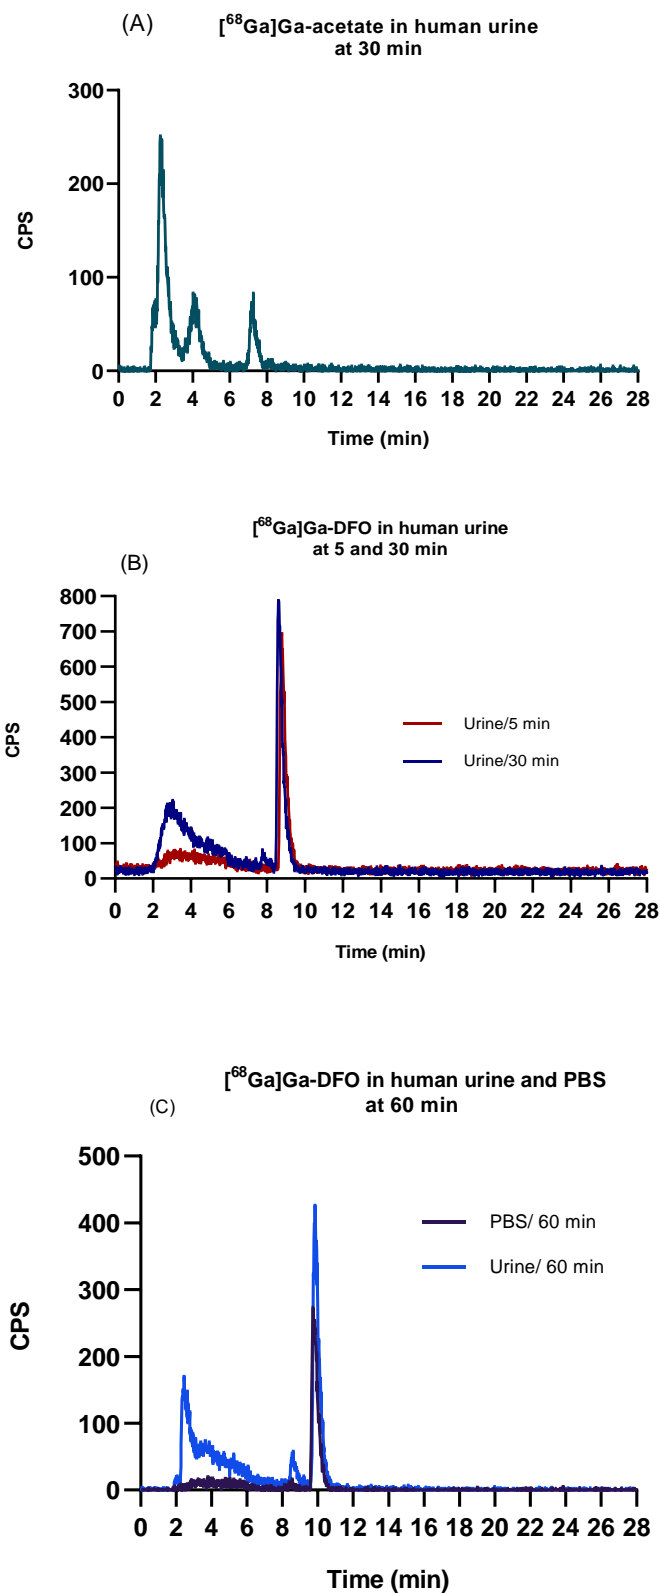 (A)
[⁶⁸Ga]Ga-acetate in human urine
at 30 min
300
200
100
0
CPS
0 2 4 6 8 10 12 14 16 18 20 22 24 26 28
Time (min)
[⁶⁸Ga]Ga-DFO in human urine
at 5 and 30 min
(B)
800
700
600
500
400
300
200
100
0
CPS
Urine/5 min
Urine/30 min
0 2 4 6 8 10 12 14 16 18 20 22 24 26 28
Time (min)
[⁶⁸Ga]Ga-DFO in human urine and PBS
at 60 min
(C)
500
400
300
200
100
0
CPS
PBS/ 60 min
Urine/ 60 min
0 2 4 6 8 10 12 14 16 18 20 22 24 26 28
Time (min)